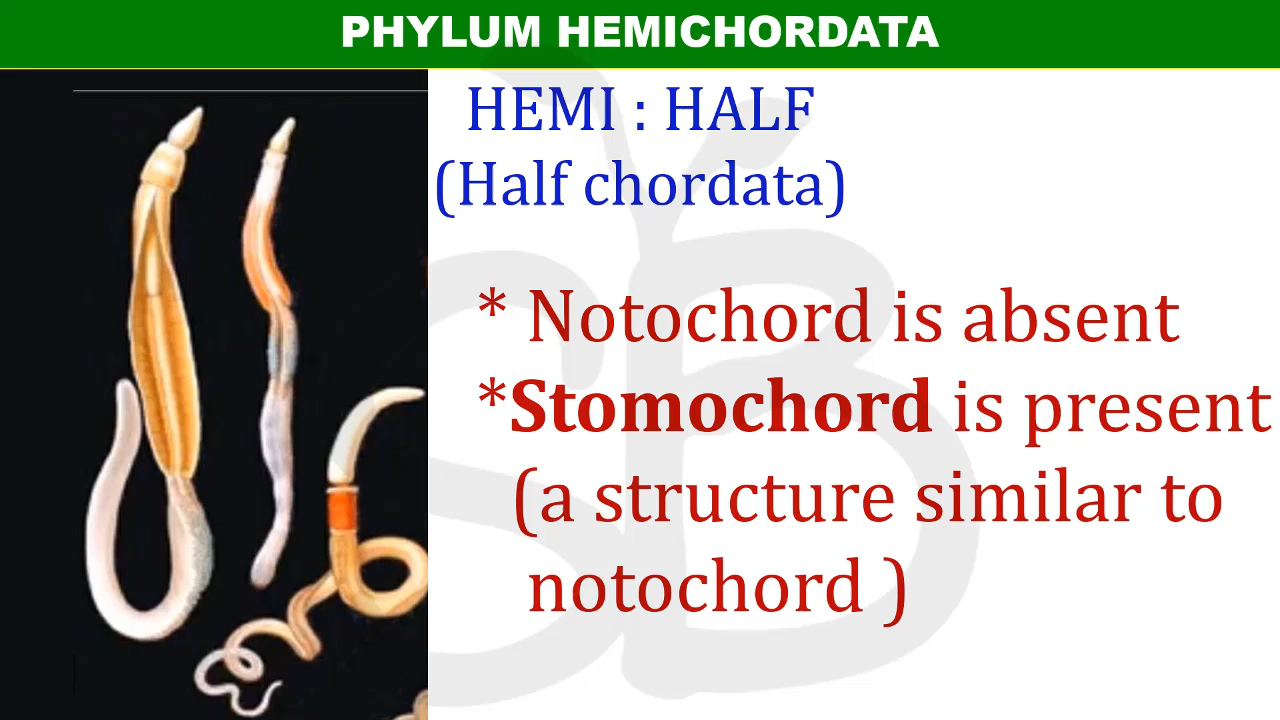 PHYLUM HEMICHORDATA
HEMI : HALF
(Half chordata)
* Notochord is absent
*Stomochord is present
(a structure similar to
notochord )